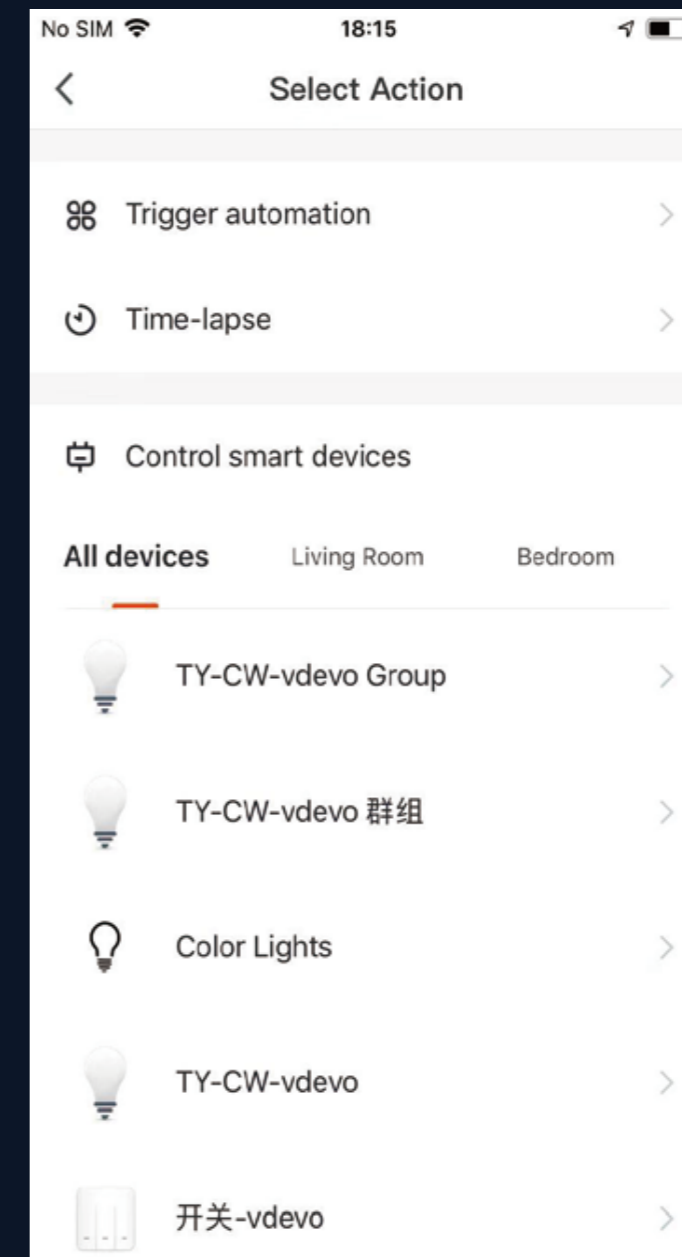 No SIM 18:15
Select Action
Trigger automation
Time-lapse
Control smart devices
All devices Living Room Bedroom
TY-CW-vdevo Group
TY-CW-vdevo 群组
Color Lights
TY-CW-vdevo
开关-vdevo